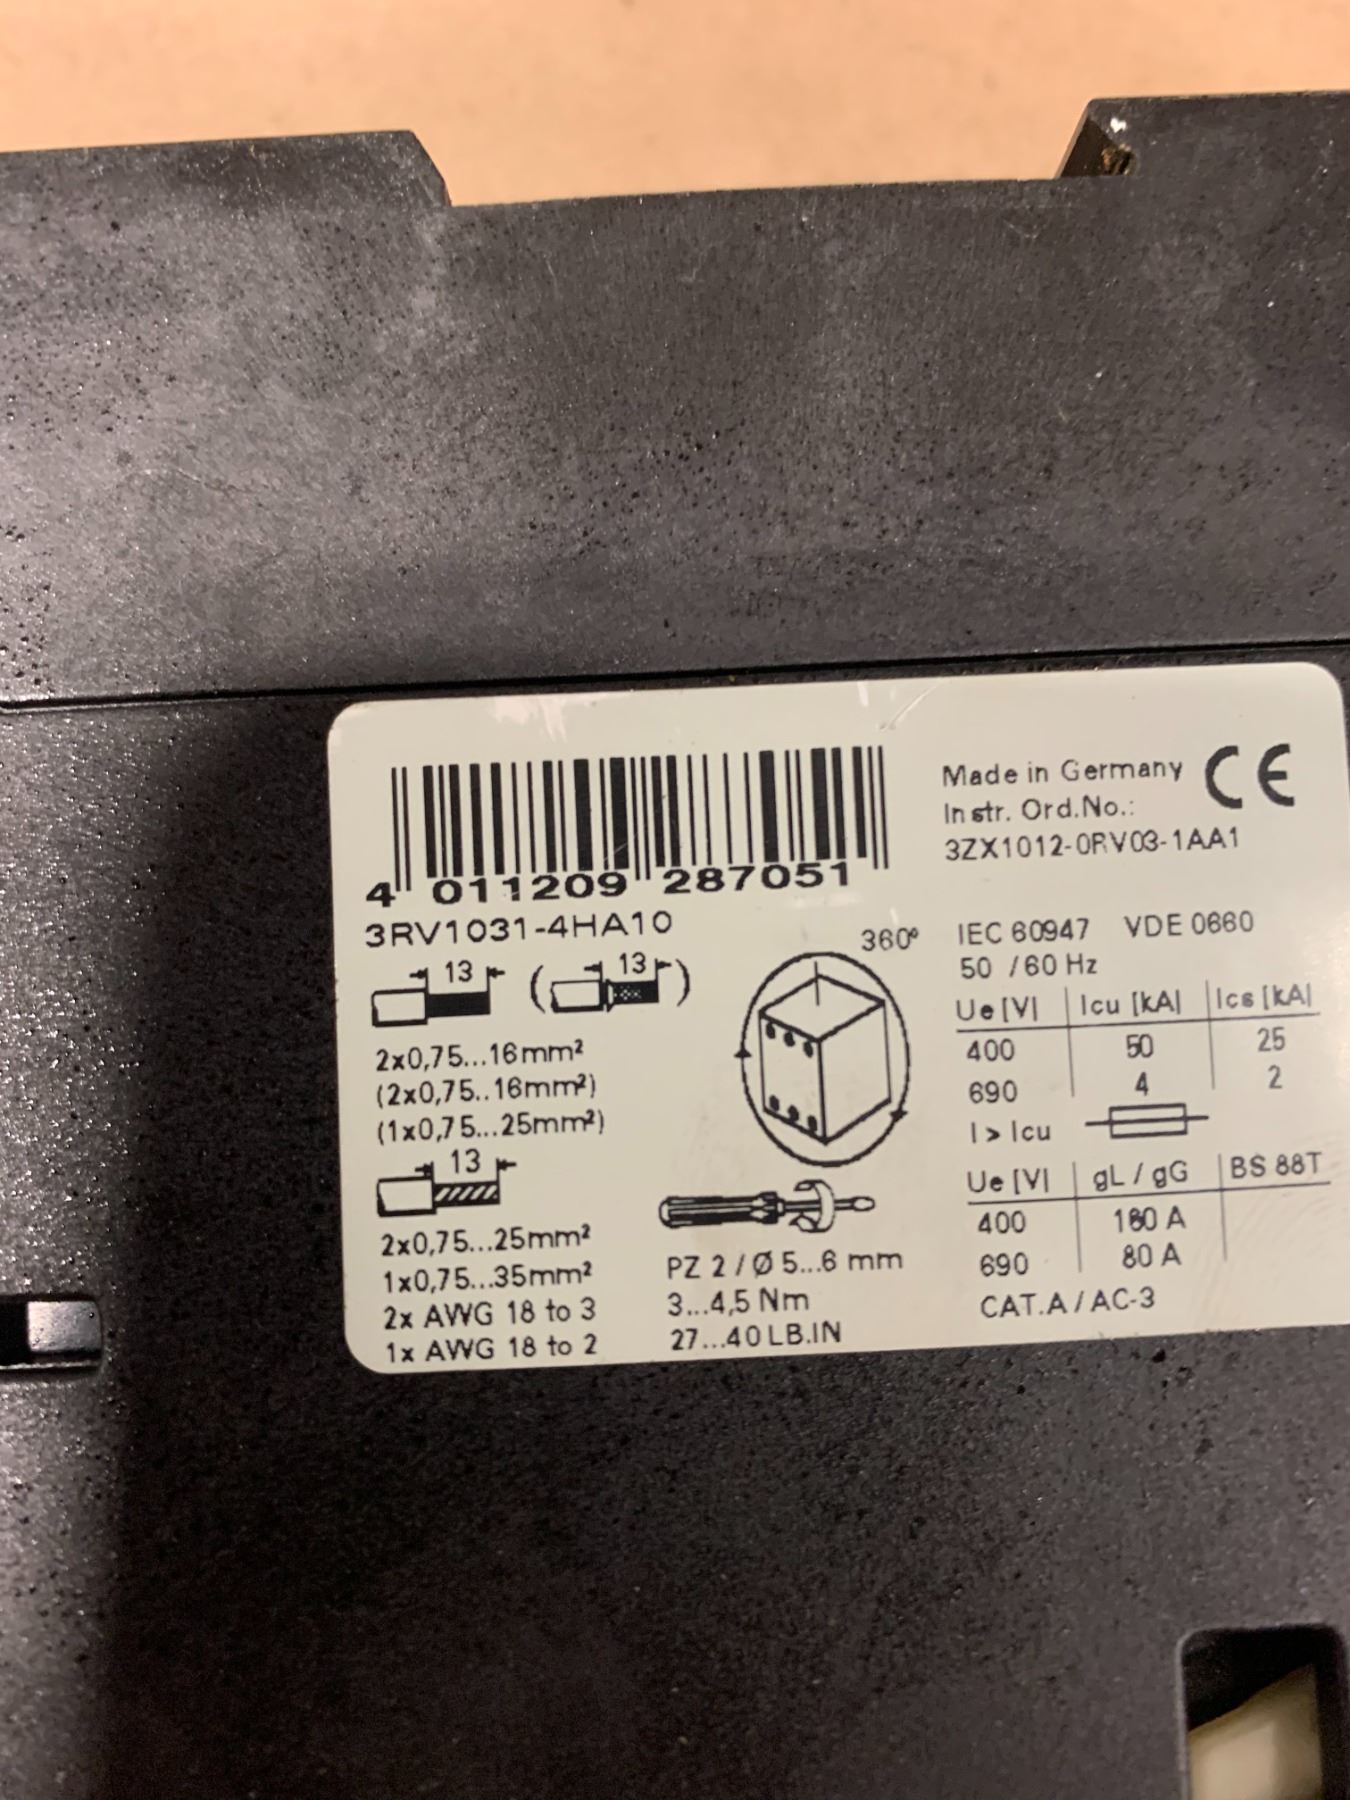 4 011209 287051
3RV1031-4HA10
13
( 13 )
2x0,75...16mm²
(2x0,75..16mm²)
(1x0,75...25mm²)
13
2x0,75...25mm²
1x0,75...35mm²
2x AWG 18 to 3
1x AWG 18 to 2
360°
PZ 2 / Ø 5...6 mm
3...4,5 Nm
27...40 LB.IN
Made in Germany CE
Instr. Ord.No.:
3ZX1012-0RV03-1AA1
IEC 60947 VDE 0660
50 /60 Hz
Ue [V] Icu [kA] Ics [kA]
400 50 25
690 4 2
I > Icu
Ue [V] gL / gG BS 88T
400 160 A
690 80 A
CAT.A / AC-3